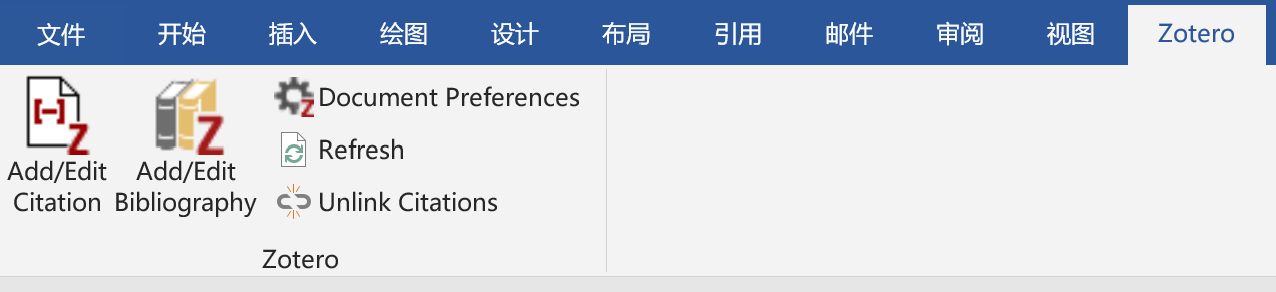 文件 开始 插入 绘图 设计 布局 引用 邮件 审阅 视图 Zotero
Add/Edit
Citation
Add/Edit
Bibliography
Document Preferences
Refresh
Unlink Citations
Zotero